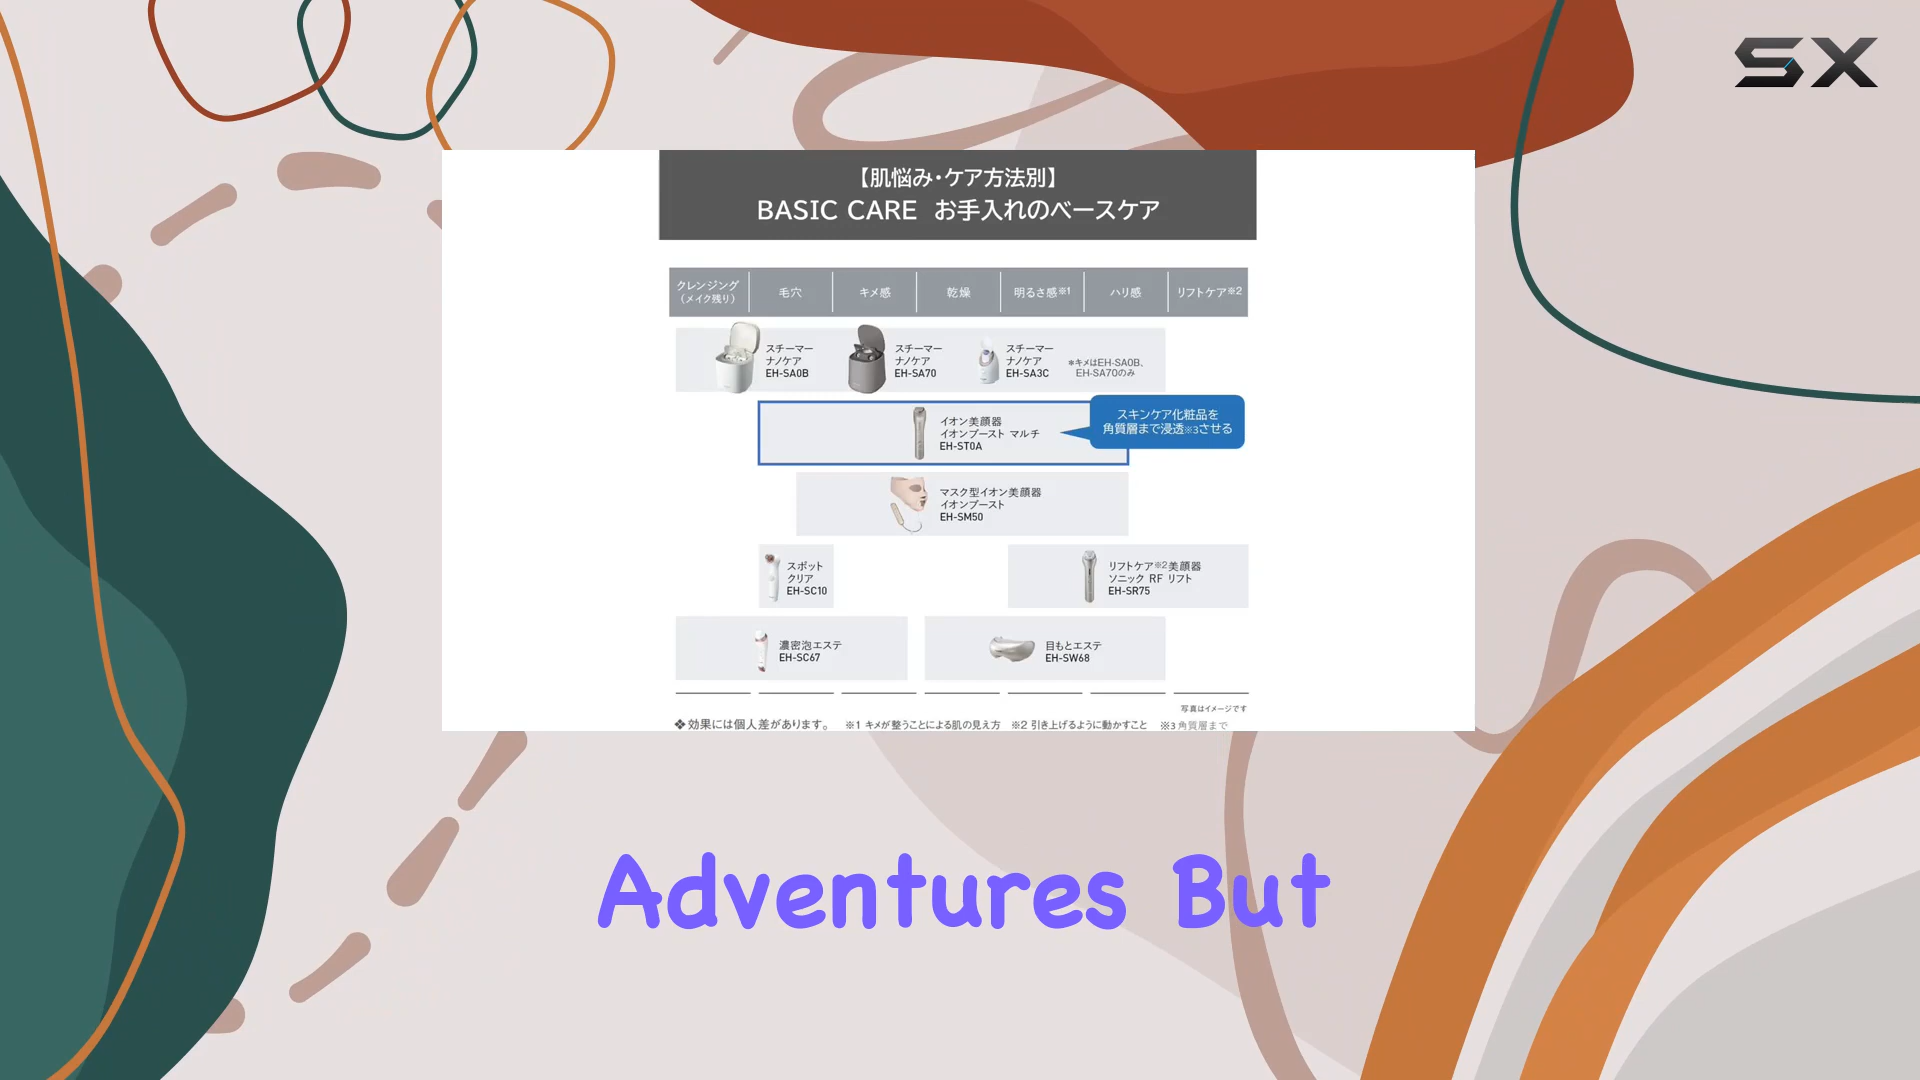 SX
【肌悩み・ケア方法別】
BASIC CARE お手入れのベースケア
クレンジング
（メイク残り）
毛穴
キメ感
乾燥
明るさ感※1
ハリ感
リフトケア※2
スチーマー
ナノケア
EH-SA0B
スチーマー
ナノケア
EH-SA70
スチーマー
ナノケア
EH-SA3C
※キメはEH-SA0B、
EH-SA70のみ
イオン美顔器
イオンブースト マルチ
EH-ST0A
スキンケア化粧品を
角質層まで浸透※3させる
マスク型イオン美顔器
イオンブースト
EH-SM50
スポット
クリア
EH-SC10
リフトケア※2美顔器
ソニック RF リフト
EH-SR75
濃密泡エステ
EH-SC67
目もとエステ
EH-SW68
写真はイメージです
❖効果には個人差があります。 ※1 キメが整うことによる肌の見え方 ※2 引き上げるように動かすこと ※3 角質層まで
Adventures But